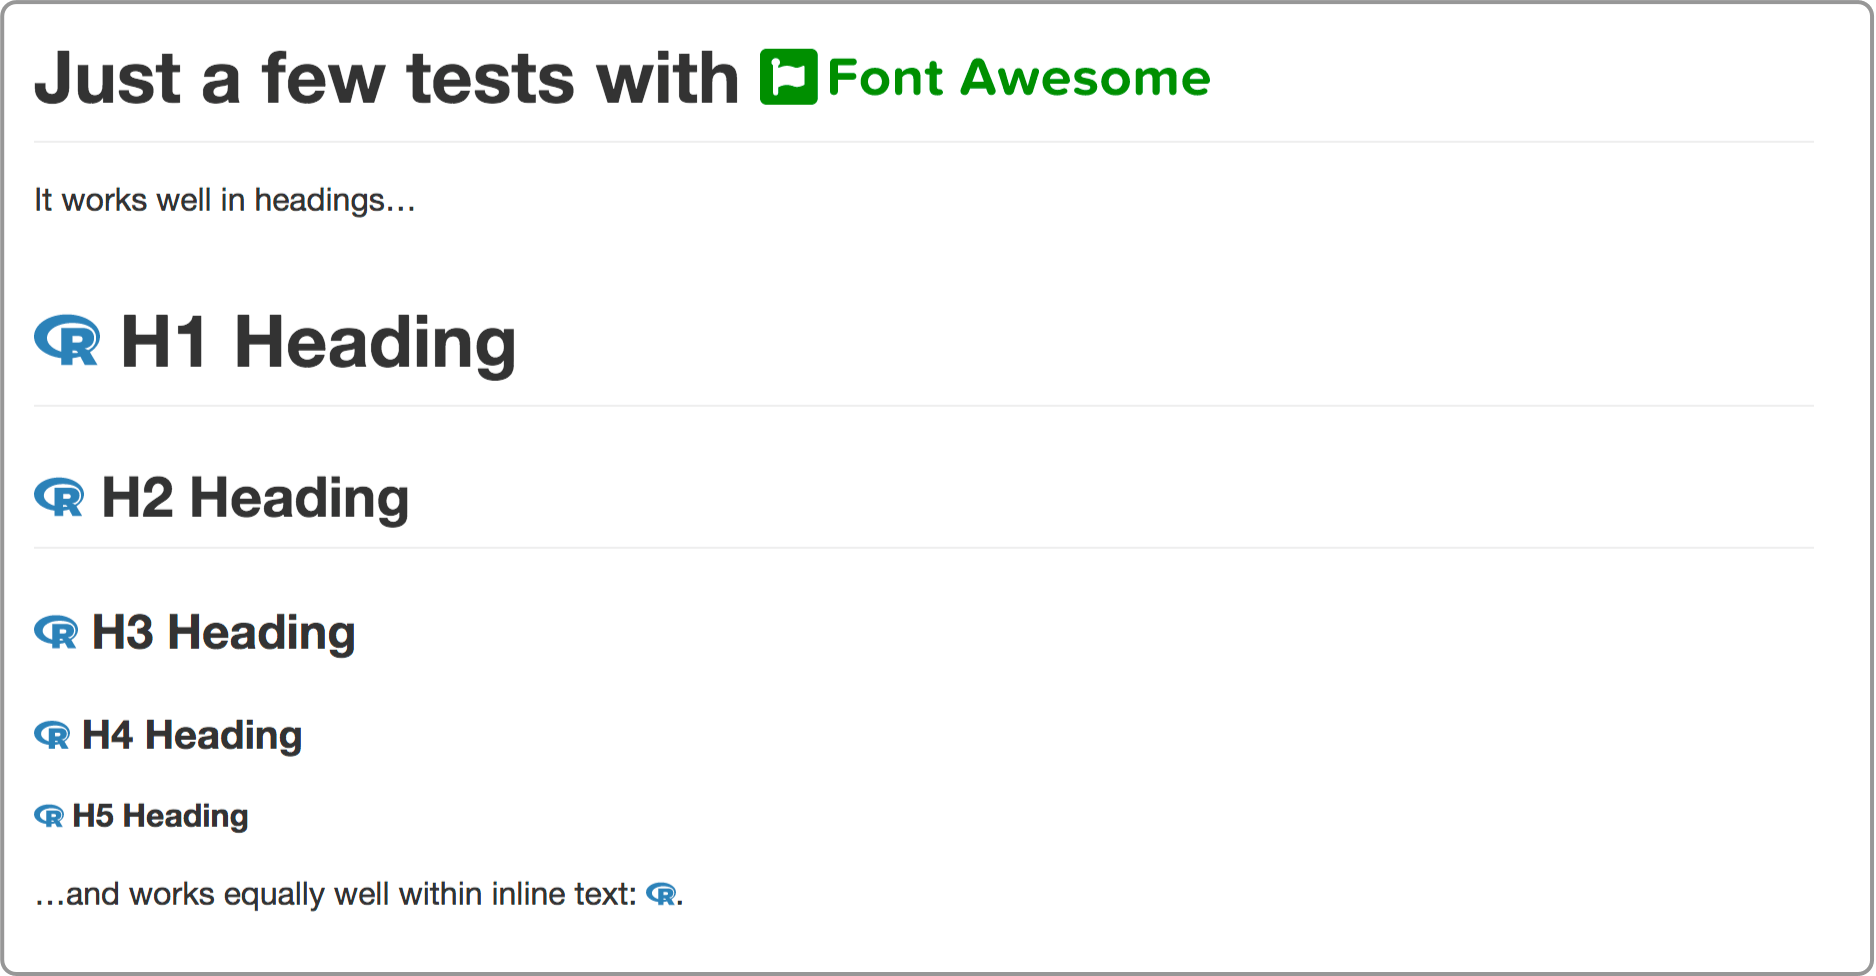 Just a few tests with Font Awesome
It works well in headings…
R H1 Heading
R H2 Heading
R H3 Heading
R H4 Heading
R H5 Heading
…and works equally well within inline text: R.